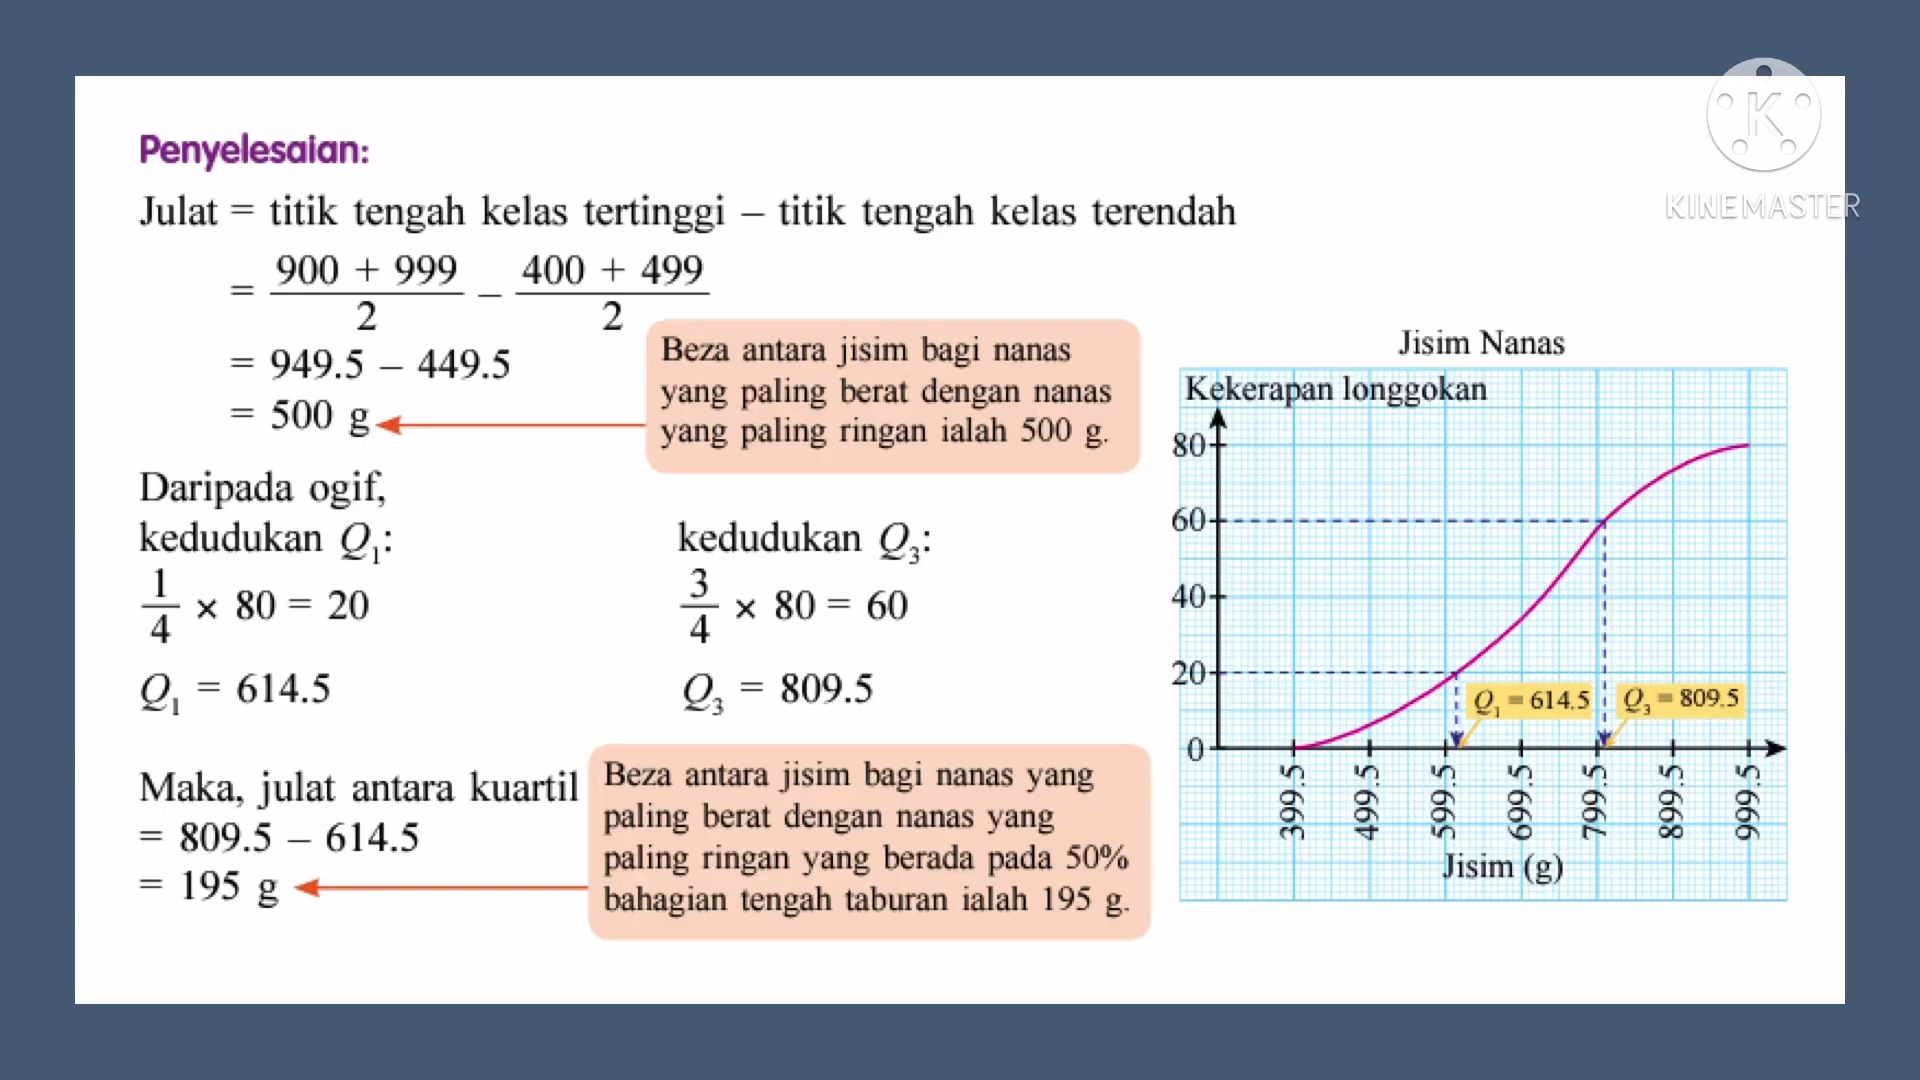 K
KINEMASTER
Penyelesaian:
Julat = titik tengah kelas tertinggi – titik tengah kelas terendah
= (900 + 999)/2 – (400 + 499)/2
= 949.5 – 449.5
= 500 g
Beza antara jisim bagi nanas
yang paling berat dengan nanas
yang paling ringan ialah 500 g.
Daripada ogif,
kedudukan Q₁:
1/4 × 80 = 20
Q₁ = 614.5
kedudukan Q₃:
3/4 × 80 = 60
Q₃ = 809.5
Maka, julat antara kuartil
= 809.5 – 614.5
= 195 g
Beza antara jisim bagi nanas yang
paling berat dengan nanas yang
paling ringan yang berada pada 50%
bahagian tengah taburan ialah 195 g.
Jisim Nanas
Kekerapan longgokan
80
60
40
20
0
Q₁ = 614.5
Q₃ = 809.5
399.5
499.5
599.5
699.5
799.5
899.5
999.5
Jisim (g)